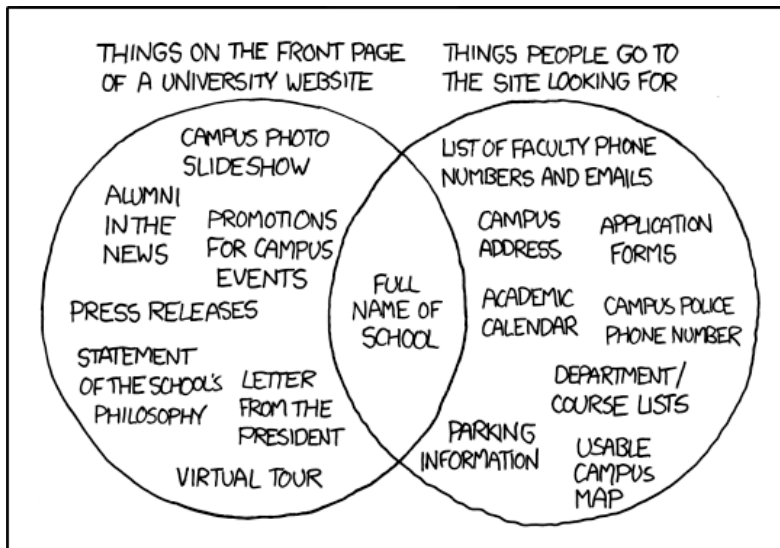 THINGS ON THE FRONT PAGE
OF A UNIVERSITY WEBSITE
THINGS PEOPLE GO TO
THE SITE LOOKING FOR
CAMPUS PHOTO
SLIDESHOW
ALUMNI
IN THE
NEWS
PROMOTIONS
FOR CAMPUS
EVENTS
PRESS RELEASES
STATEMENT
OF THE SCHOOL'S
PHILOSOPHY
LETTER
FROM THE
PRESIDENT
VIRTUAL TOUR
FULL
NAME OF
SCHOOL
LIST OF FACULTY PHONE
NUMBERS AND EMAILS
CAMPUS
ADDRESS
APPLICATION
FORMS
ACADEMIC
CALENDAR
CAMPUS POLICE
PHONE NUMBER
DEPARTMENT/
COURSE LISTS
PARKING
INFORMATION
USABLE
CAMPUS
MAP